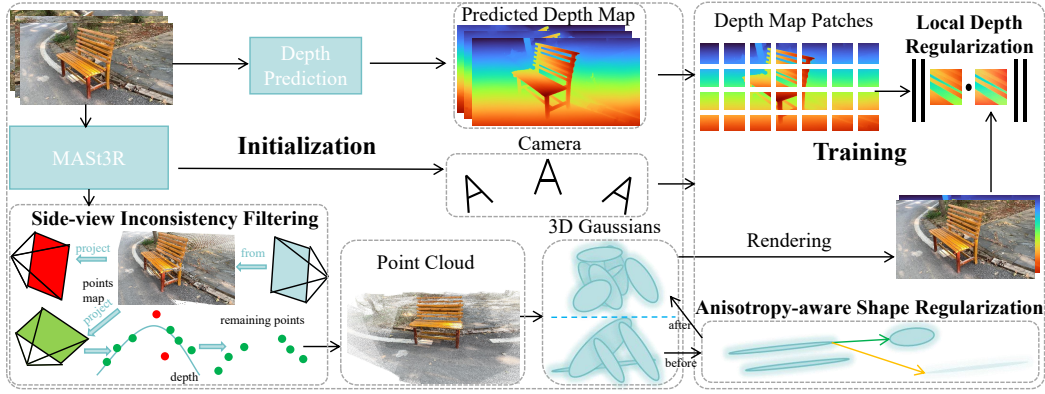 Predicted Depth Map
Depth Map Patches
Local Depth
Regularization
Depth
Prediction
MASt3R
Initialization
Camera
Training
Side-view Inconsistency Filtering
project
from
points
map
project
remaining points
depth
Point Cloud
3D Gaussians
Rendering
after
before
Anisotropy-aware Shape Regularization